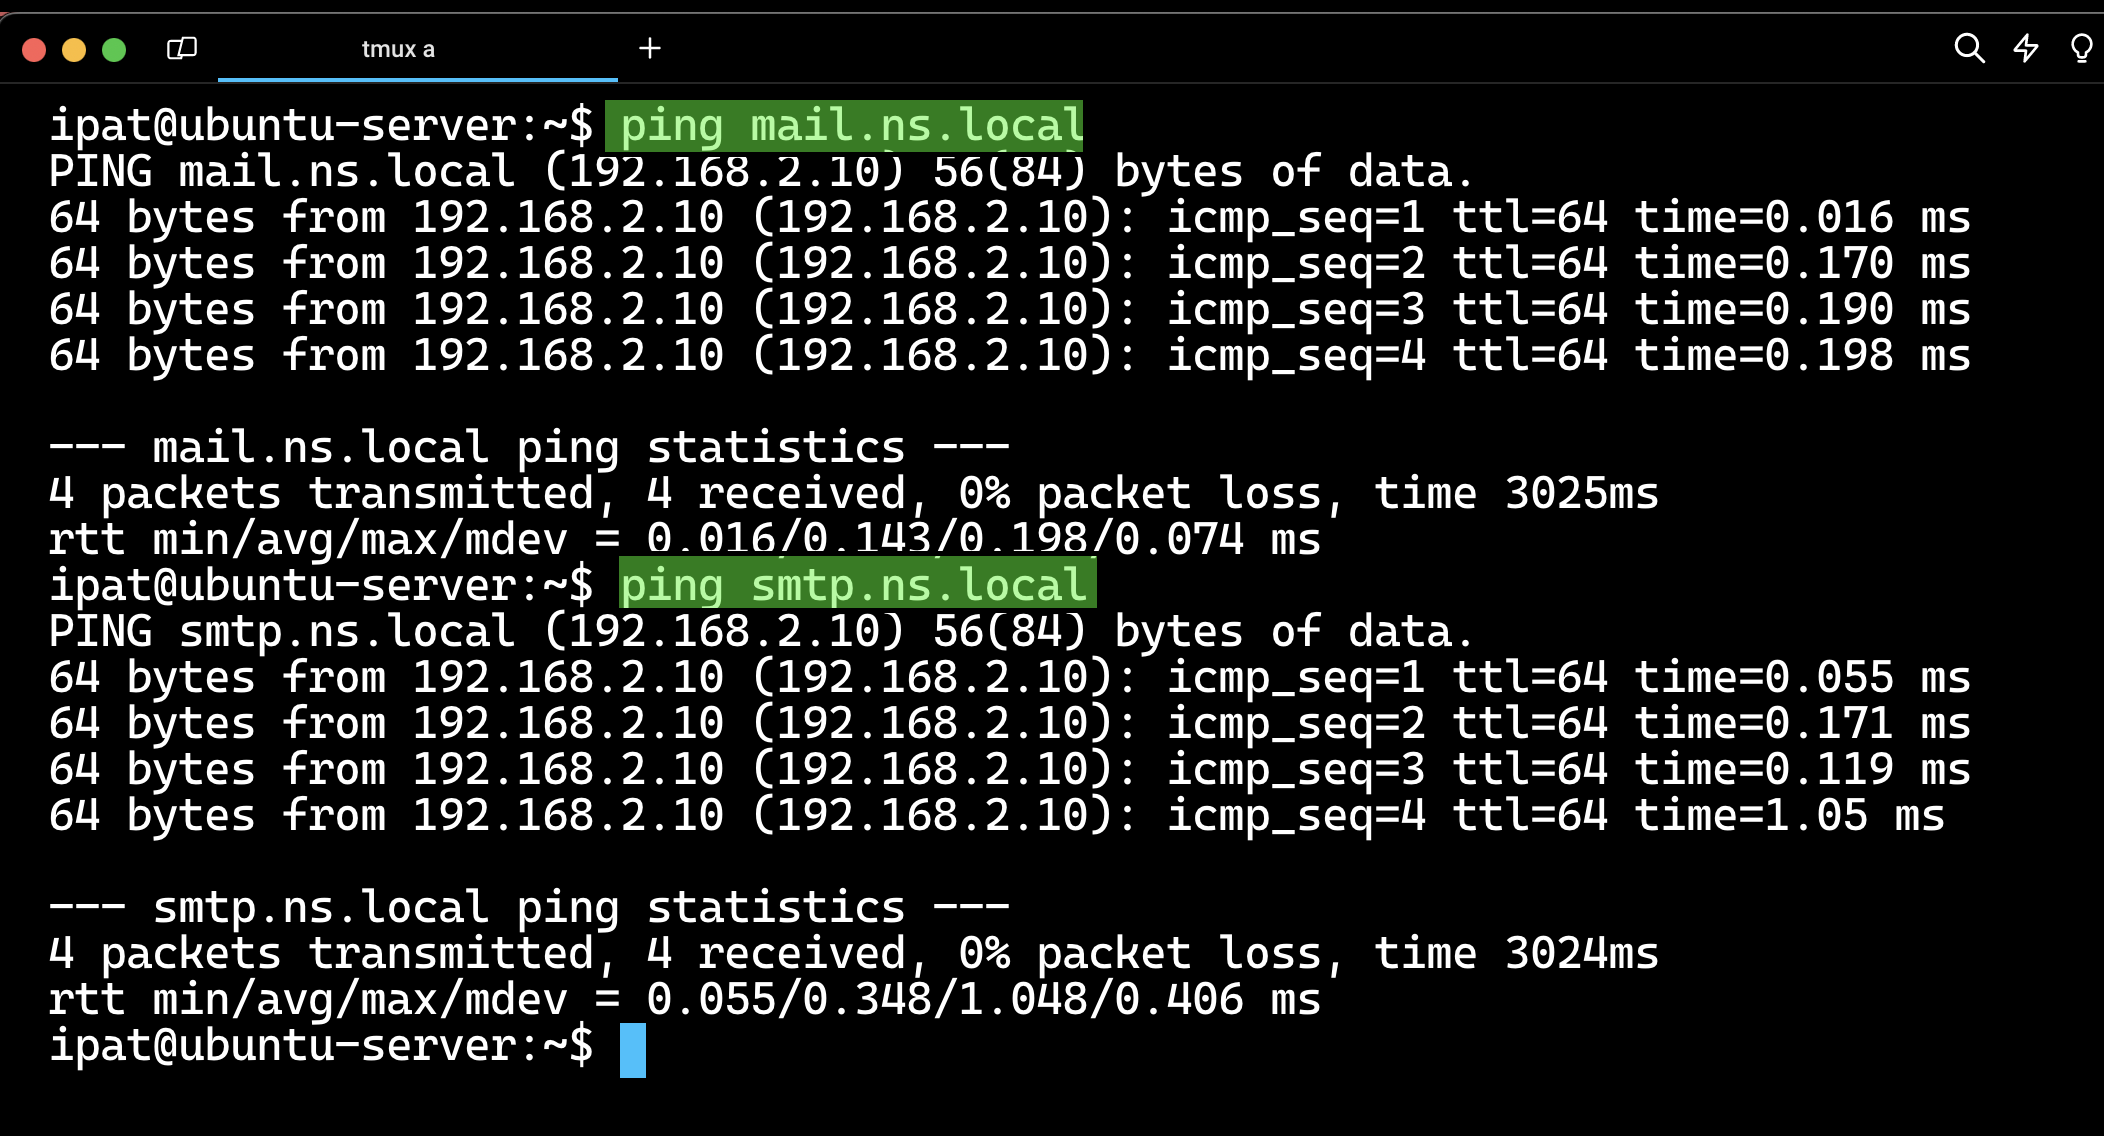 tmux a
ipat@ubuntu-server:~$ ping mail.ns.local
PING mail.ns.local (192.168.2.10) 56(84) bytes of data.
64 bytes from 192.168.2.10 (192.168.2.10): icmp_seq=1 ttl=64 time=0.016 ms
64 bytes from 192.168.2.10 (192.168.2.10): icmp_seq=2 ttl=64 time=0.170 ms
64 bytes from 192.168.2.10 (192.168.2.10): icmp_seq=3 ttl=64 time=0.190 ms
64 bytes from 192.168.2.10 (192.168.2.10): icmp_seq=4 ttl=64 time=0.198 ms
--- mail.ns.local ping statistics ---
4 packets transmitted, 4 received, 0% packet loss, time 3025ms
rtt min/avg/max/mdev = 0.016/0.143/0.198/0.074 ms
ipat@ubuntu-server:~$ ping smtp.ns.local
PING smtp.ns.local (192.168.2.10) 56(84) bytes of data.
64 bytes from 192.168.2.10 (192.168.2.10): icmp_seq=1 ttl=64 time=0.055 ms
64 bytes from 192.168.2.10 (192.168.2.10): icmp_seq=2 ttl=64 time=0.171 ms
64 bytes from 192.168.2.10 (192.168.2.10): icmp_seq=3 ttl=64 time=0.119 ms
64 bytes from 192.168.2.10 (192.168.2.10): icmp_seq=4 ttl=64 time=1.05 ms
--- smtp.ns.local ping statistics ---
4 packets transmitted, 4 received, 0% packet loss, time 3024ms
rtt min/avg/max/mdev = 0.055/0.348/1.048/0.406 ms
ipat@ubuntu-server:~$